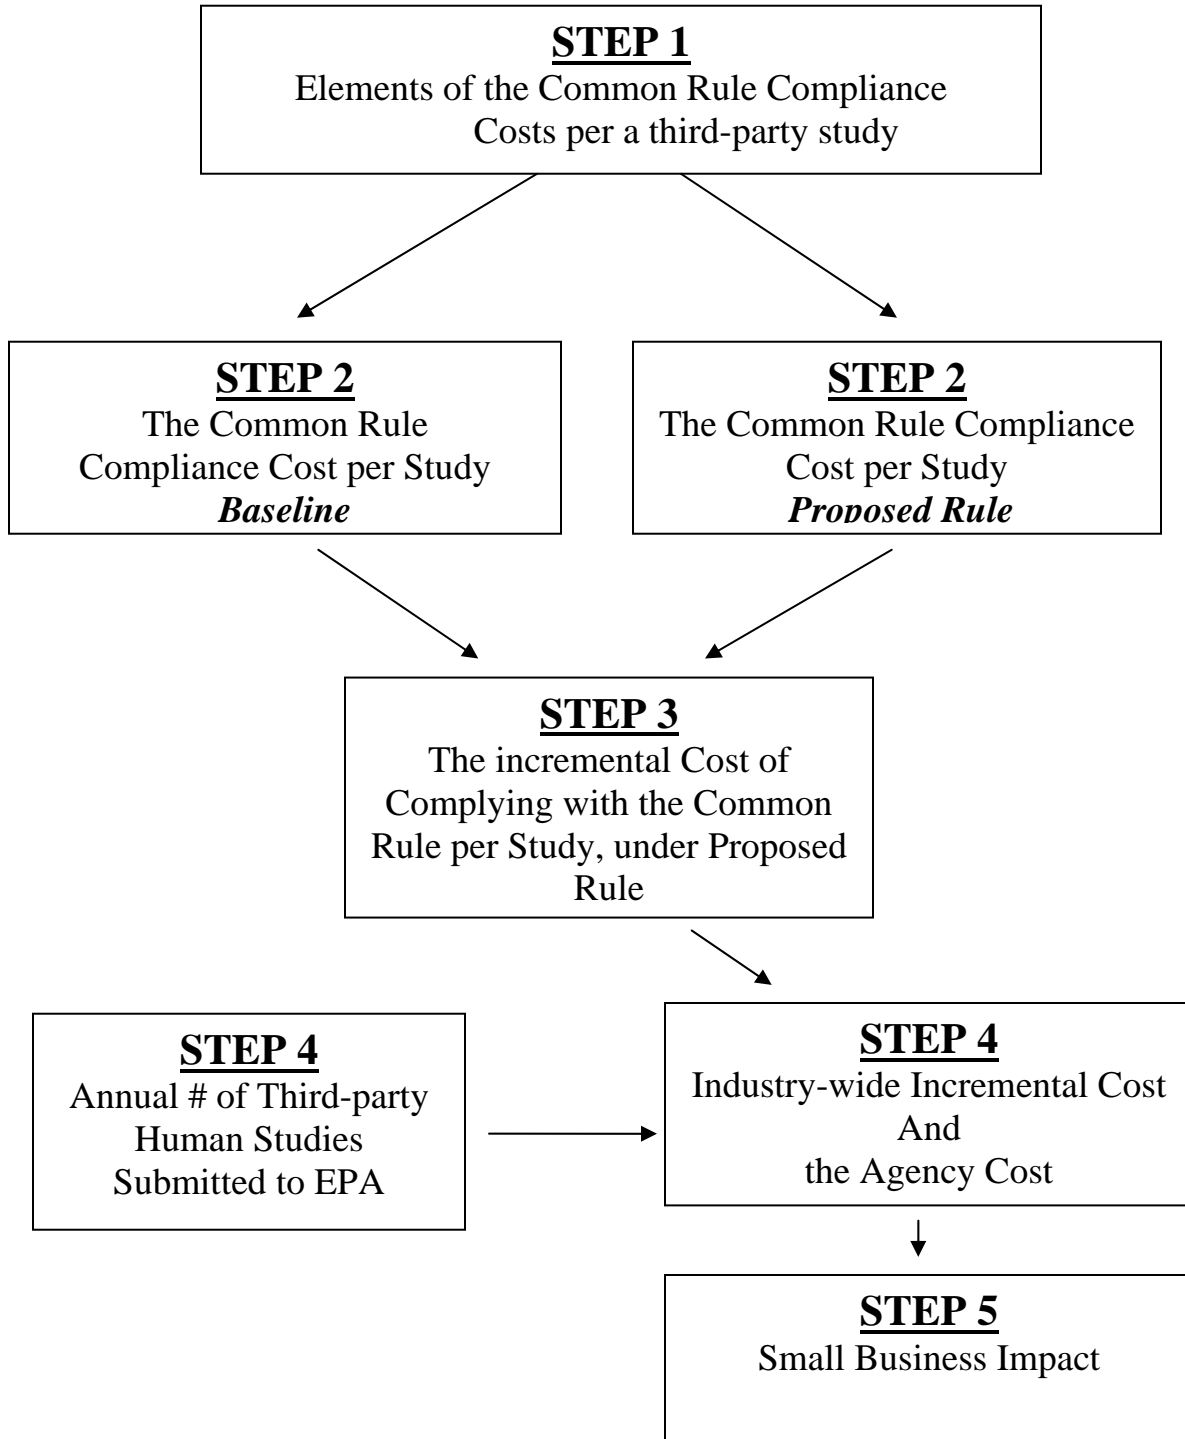 STEP 1
Elements of the Common Rule Compliance
Costs per a third-party study
STEP 2
The Common Rule
Compliance Cost per Study
Baseline
STEP 2
The Common Rule Compliance
Cost per Study
Proposed Rule
STEP 3
The incremental Cost of
Complying with the Common
Rule per Study, under Proposed
Rule
STEP 4
Annual # of Third-party
Human Studies
Submitted to EPA
STEP 4
Industry-wide Incremental Cost
And
the Agency Cost
STEP 5
Small Business Impact